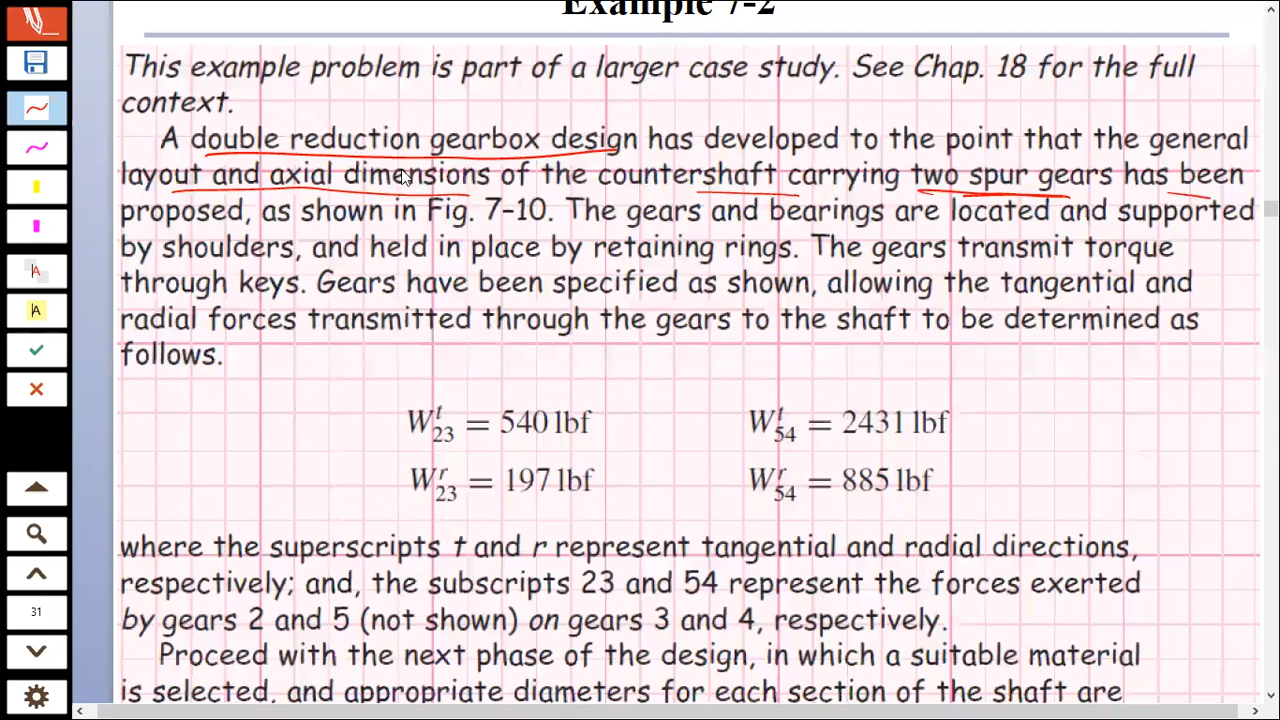 Example 7-2
This example problem is part of a larger case study. See Chap. 18 for the full
context.
A double reduction gearbox design has developed to the point that the general
layout and axial dimensions of the countershaft carrying two spur gears has been
proposed, as shown in Fig. 7–10. The gears and bearings are located and supported
by shoulders, and held in place by retaining rings. The gears transmit torque
through keys. Gears have been specified as shown, allowing the tangential and
radial forces transmitted through the gears to the shaft to be determined as
follows.
W^t_23 = 540 lbf W^t_54 = 2431 lbf
W^r_23 = 197 lbf W^r_54 = 885 lbf
where the superscripts t and r represent tangential and radial directions,
respectively; and, the subscripts 23 and 54 represent the forces exerted
by gears 2 and 5 (not shown) on gears 3 and 4, respectively.
Proceed with the next phase of the design, in which a suitable material
is selected, and appropriate diameters for each section of the shaft are
A
A
31